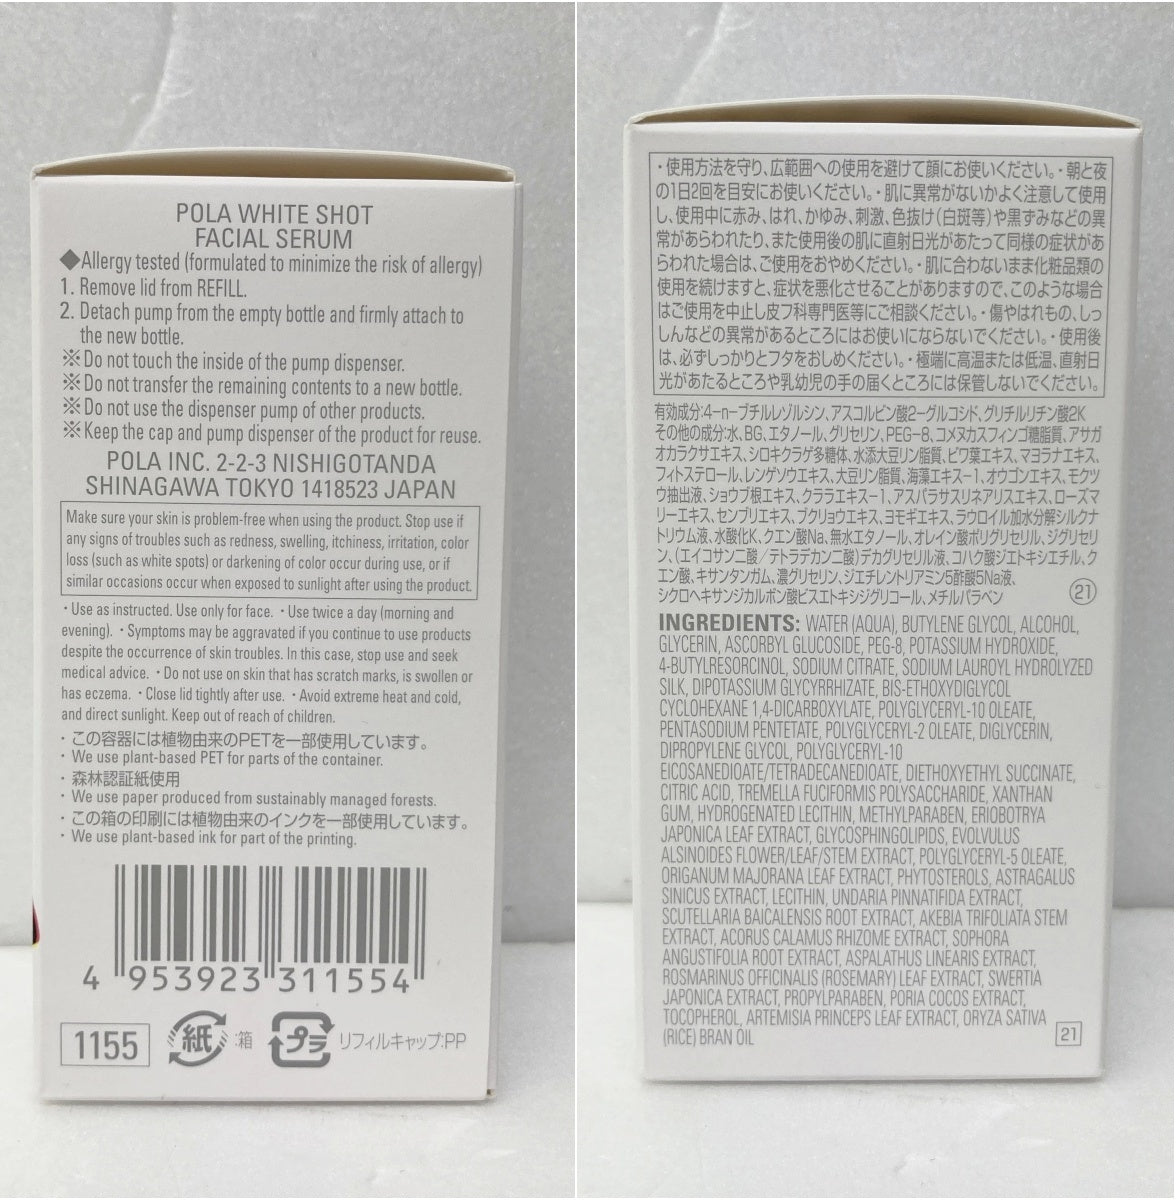 POLA WHITE SHOT
FACIAL SERUM
◆Allergy tested (formulated to minimize the risk of allergy)
1. Remove lid from REFILL.
2. Detach pump from the empty bottle and firmly attach to
the new bottle.
※Do not touch the inside of the pump dispenser.
※Do not transfer the remaining contents to a new bottle.
※Do not use the dispenser pump of other products.
※Keep the cap and pump dispenser of the product for reuse.
POLA INC. 2-2-3 NISHIGOTANDA
SHINAGAWA TOKYO 1418523 JAPAN
Make sure your skin is problem-free when using the product. Stop use if
any signs of troubles such as redness, swelling, itchiness, irritation, color
loss (such as white spots) or darkening of color occur during use, or if
similar occasions occur when exposed to sunlight after using the product.
・Use as instructed. Use only for face. ・Use twice a day (morning and
evening). ・Symptoms may be aggravated if you continue to use products
despite the occurrence of skin troubles. In this case, stop use and seek
medical advice. ・Do not use on skin that has scratch marks, is swollen or
has eczema. ・Close lid tightly after use. ・Avoid extreme heat and cold,
and direct sunlight. Keep out of reach of children.
・この容器には植物由来のPETを一部使用しています。
・We use plant-based PET for parts of the container.
・森林認証紙使用
・We use paper produced from sustainably managed forests.
・この箱の印刷には植物由来のインクを一部使用しています。
・We use plant-based ink for part of the printing.
4 953923 311554
1155
紙 :箱
プラ リフィルキャップ:PP
・使用方法を守り、広範囲への使用を避けて顔にお使いください。・朝と夜
の1日2回を目安にお使いください。・肌に異常がないかよく注意して使用
し、使用中に赤み、はれ、かゆみ、刺激、色抜け(白斑等)や黒ずみなどの異
常があらわれたり、また使用後の肌に直射日光があたって同様の症状があ
らわれた場合は、ご使用をおやめください。・肌に合わないまま化粧品類の
使用を続けますと、症状を悪化させることがありますので、このような場合
はご使用を中止し皮フ科専門医等にご相談ください。・傷やはれもの、しっ
しんなどの異常があるところにはお使いにならないでください。・使用後
は、必ずしっかりとフタをおしめください。・極端に高温または低温、直射日
光があたるところや乳幼児の手の届くところには保管しないでください。
有効成分:4-n-ブチルレゾルシン、アスコルビン酸2-グルコシド、グリチルリチン酸2K
その他の成分:水、BG、エタノール、グリセリン、PEG-8、コメヌカスフィンゴ糖脂質、アサガ
オカラクサエキス、シロキクラゲ多糖体、水添大豆リン脂質、ビワ葉エキス、マヨラナエキス、
フィトステロール、レンゲソウエキス、大豆リン脂質、海藻エキス-1、オウゴンエキス、モクツ
ウ抽出液、ショウブ根エキス、クララエキス-1、アスパラサスリネアリスエキス、ローズマ
リーエキス、センブリエキス、ブクリョウエキス、ヨモギエキス、ラウロイル加水分解シルクナ
トリウム液、水酸化K、クエン酸Na、無水エタノール、オレイン酸ポリグリセリル、ジグリセリ
ン、(エイコサン二酸/テトラデカン二酸)デカグリセリル液、コハク酸ジエトキシエチル、ク
エン酸、キサンタンガム、濃グリセリン、ジエチレントリアミン5酢酸5Na液、
シクロヘキサンジカルボン酸ビスエトキシジグリコール、メチルパラベン
21
INGREDIENTS: WATER (AQUA), BUTYLENE GLYCOL, ALCOHOL,
GLYCERIN, ASCORBYL GLUCOSIDE, PEG-8, POTASSIUM HYDROXIDE,
4-BUTYLRESORCINOL, SODIUM CITRATE, SODIUM LAUROYL HYDROLYZED
SILK, DIPOTASSIUM GLYCYRRHIZATE, BIS-ETHOXYDIGLYCOL
CYCLOHEXANE 1,4-DICARBOXYLATE, POLYGLYCERYL-10 OLEATE,
PENTASODIUM PENTETATE, POLYGLYCERYL-2 OLEATE, DIGLYCERIN,
DIPROPYLENE GLYCOL, POLYGLYCERYL-10
EICOSANEDIOATE/TETRADECANEDIOATE, DIETHOXYETHYL SUCCINATE,
CITRIC ACID, TREMELLA FUCIFORMIS POLYSACCHARIDE, XANTHAN
GUM, HYDROGENATED LECITHIN, METHYLPARABEN, ERIOBOTRYA
JAPONICA LEAF EXTRACT, GLYCOSPHINGOLIPIDS, EVOLVULUS
ALSINOIDES FLOWER/LEAF/STEM EXTRACT, POLYGLYCERYL-5 OLEATE,
ORIGANUM MAJORANA LEAF EXTRACT, PHYTOSTEROLS, ASTRAGALUS
SINICUS EXTRACT, LECITHIN, UNDARIA PINNATIFIDA EXTRACT,
SCUTELLARIA BAICALENSIS ROOT EXTRACT, AKEBIA TRIFOLIATA STEM
EXTRACT, ACORUS CALAMUS RHIZOME EXTRACT, SOPHORA
ANGUSTIFOLIA ROOT EXTRACT, ASPALATHUS LINEARIS EXTRACT,
ROSMARINUS OFFICINALIS (ROSEMARY) LEAF EXTRACT, SWERTIA
JAPONICA EXTRACT, PROPYLPARABEN, PORIA COCOS EXTRACT,
TOCOPHEROL, ARTEMISIA PRINCEPS LEAF EXTRACT, ORYZA SATIVA
(RICE) BRAN OIL
21